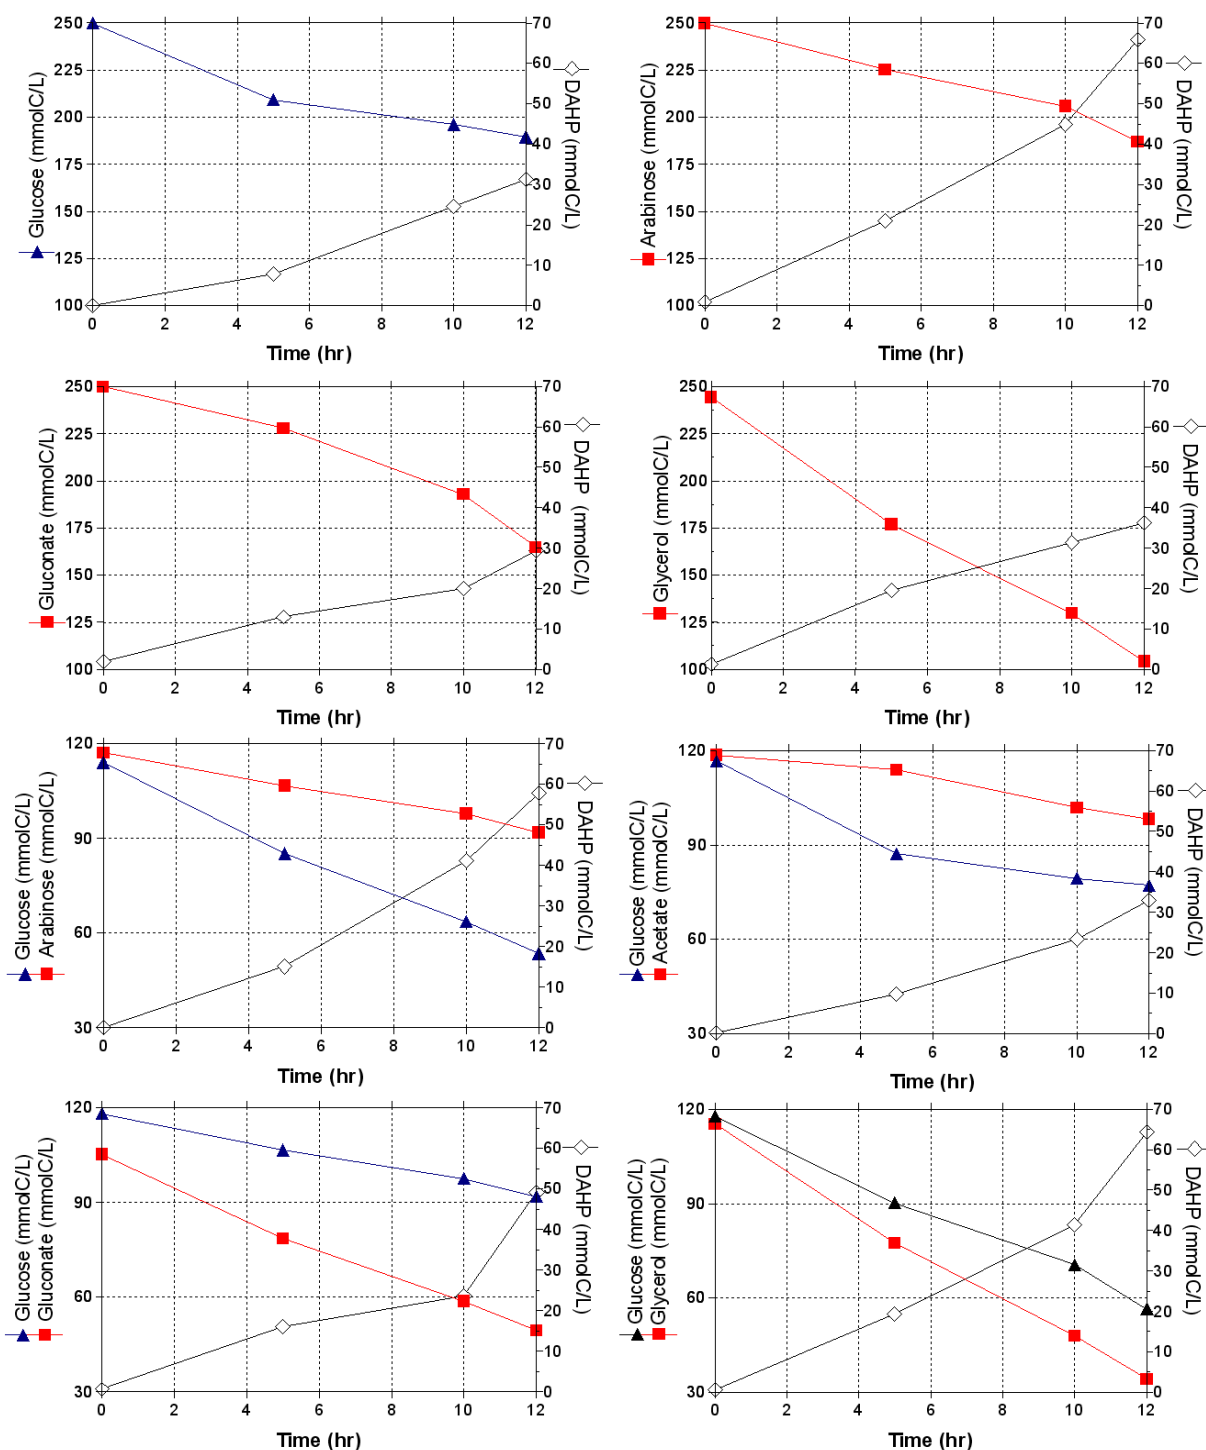 250 225 200 175 150 125 100
Glucose (mmolC/L)
70 60 50 40 30 20 10 0
DAHP (mmolC/L)
0 2 4 6 8 10 12
Time (hr)
250 225 200 175 150 125 100
Arabinose (mmolC/L)
70 60 50 40 30 20 10 0
DAHP (mmolC/L)
0 2 4 6 8 10 12
Time (hr)
250 225 200 175 150 125 100
Gluconate (mmolC/L)
70 60 50 40 30 20 10 0
DAHP (mmolC/L)
0 2 4 6 8 10 12
Time (hr)
250 225 200 175 150 125 100
Glycerol (mmolC/L)
70 60 50 40 30 20 10 0
DAHP (mmolC/L)
0 2 4 6 8 10 12
Time (hr)
120 90 60 30
Glucose (mmolC/L)
Arabinose (mmolC/L)
70 60 50 40 30 20 10 0
DAHP (mmolC/L)
0 2 4 6 8 10 12
Time (hr)
120 90 60 30
Glucose (mmolC/L)
Acetate (mmolC/L)
70 60 50 40 30 20 10 0
DAHP (mmolC/L)
0 2 4 6 8 10 12
Time (hr)
120 90 60 30
Glucose (mmolC/L)
Gluconate (mmolC/L)
70 60 50 40 30 20 10 0
DAHP (mmolC/L)
0 2 4 6 8 10 12
Time (hr)
120 90 60 30
Glucose (mmolC/L)
Glycerol (mmolC/L)
70 60 50 40 30 20 10 0
DAHP (mmolC/L)
0 2 4 6 8 10 12
Time (hr)